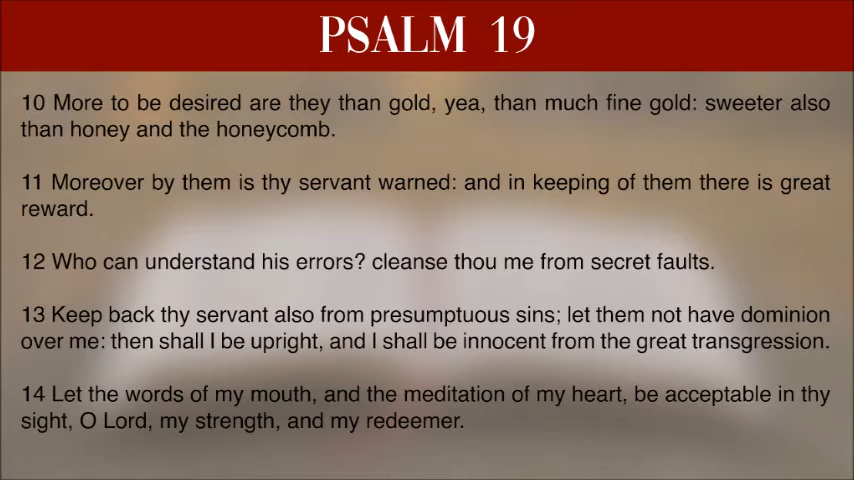 PSALM 19
10 More to be desired are they than gold, yea, than much fine gold: sweeter also
than honey and the honeycomb.
11 Moreover by them is thy servant warned: and in keeping of them there is great
reward.
12 Who can understand his errors? cleanse thou me from secret faults.
13 Keep back thy servant also from presumptuous sins; let them not have dominion
over me: then shall I be upright, and I shall be innocent from the great transgression.
14 Let the words of my mouth, and the meditation of my heart, be acceptable in thy
sight, O Lord, my strength, and my redeemer.